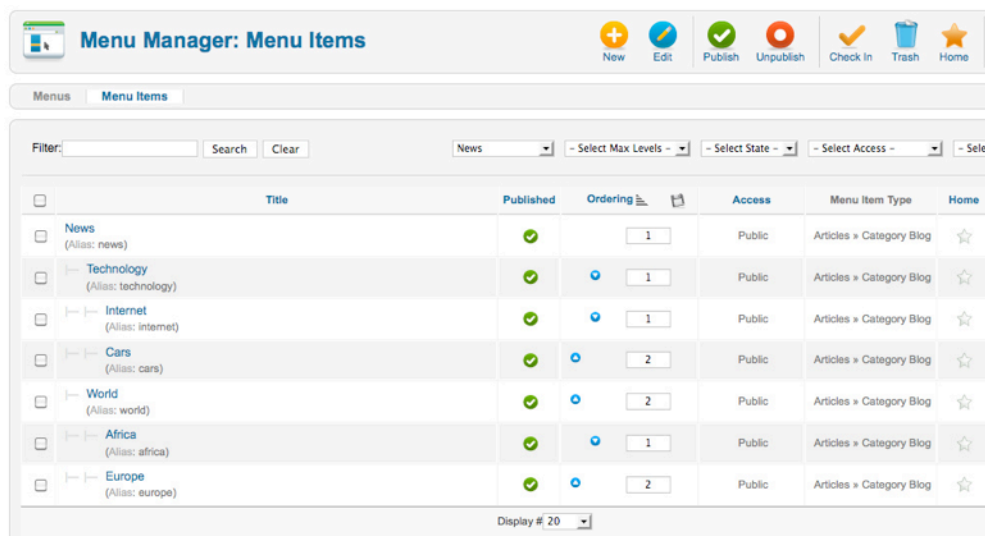 Menu Manager: Menu Items
New Edit Publish Unpublish Check In Trash Home
Menus Menu Items
Filter: Search Clear News - Select Max Levels - - Select State - - Select Access - - Sele
Title Published Ordering Access Menu Item Type Home
News
(Alias: news)
1 Public Articles » Category Blog
Technology
(Alias: technology)
1 Public Articles » Category Blog
Internet
(Alias: internet)
1 Public Articles » Category Blog
Cars
(Alias: cars)
2 Public Articles » Category Blog
World
(Alias: world)
2 Public Articles » Category Blog
Africa
(Alias: africa)
1 Public Articles » Category Blog
Europe
(Alias: europe)
2 Public Articles » Category Blog
Display # 20